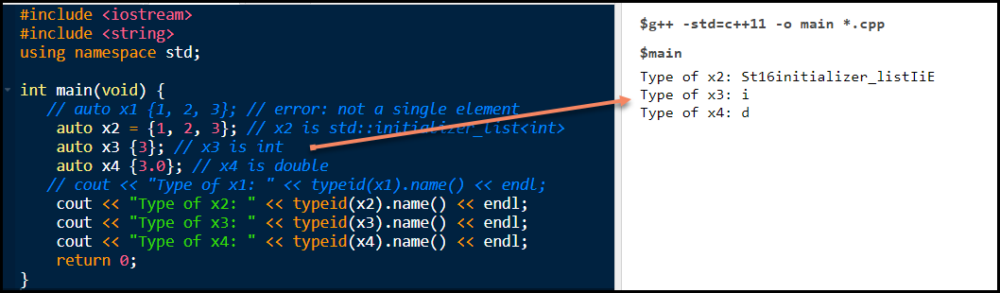 #include <iostream>
#include <string>
using namespace std;
int main(void) {
// auto x1 {1, 2, 3}; // error: not a single element
auto x2 = {1, 2, 3}; // x2 is std::initializer_list<int>
auto x3 {3}; // x3 is int
auto x4 {3.0}; // x4 is double
// cout << "Type of x1: " << typeid(x1).name() << endl;
cout << "Type of x2: " << typeid(x2).name() << endl;
cout << "Type of x3: " << typeid(x3).name() << endl;
cout << "Type of x4: " << typeid(x4).name() << endl;
return 0;
}
$g++ -std=c++11 -o main *.cpp
$main
Type of x2: St16initializer_listIiE
Type of x3: i
Type of x4: d